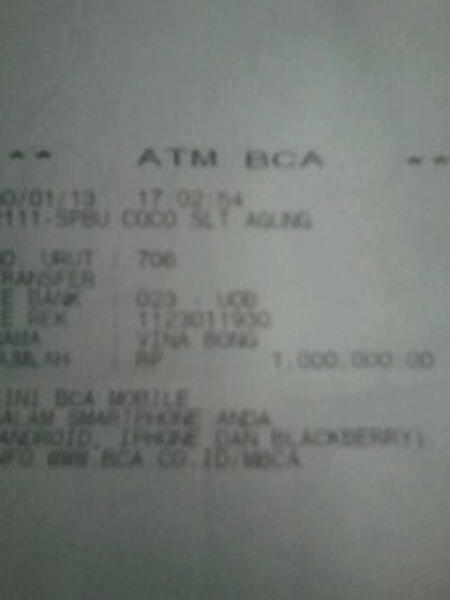 ** ATM BCA **
0/01/13 17:02:54
111-SPBU COCO SLT AGUNG
O. URUT : 706
RANSFER
E BANK : 023 - UOB
E REK : 1123011930
AMA : VINA BONG
UMLAH : RP 1,000,000.00
INI BCA MOBILE
ALAM SMARTPHONE ANDA
ANDROID, IPHONE DAN BLACKBERRY)
NFO WWW.BCA.CO.ID/MBCA